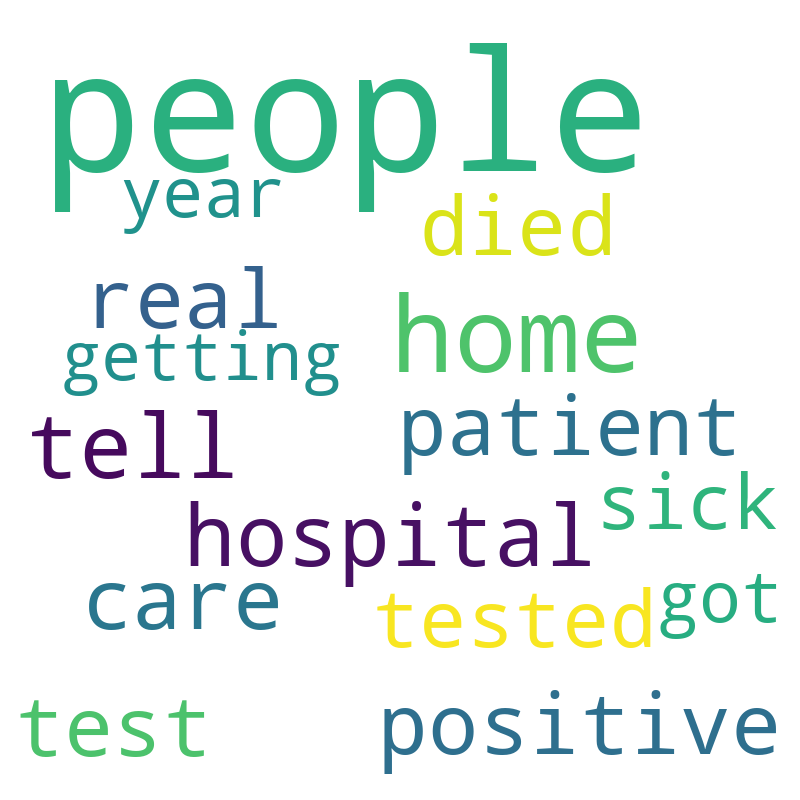 people
year
died
real
home
getting
patient
tell
sick
hospital
care
tested
got
test
positive